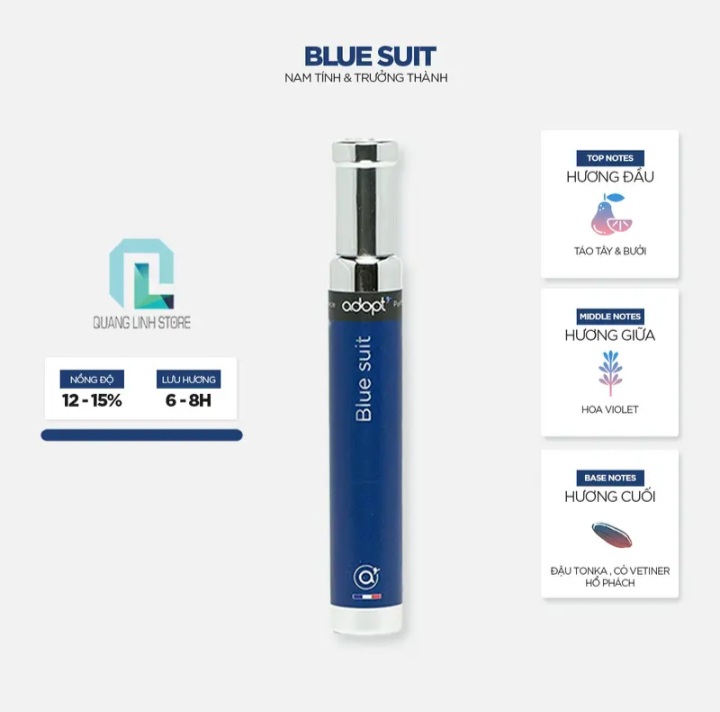 BLUE SUIT
NAM TÍNH & TRƯỞNG THÀNH
QUANG LINH STORE
NỒNG ĐỘ
12 - 15%
LƯU HƯƠNG
6 - 8H
adopt'
Blue suit
TOP NOTES
HƯƠNG ĐẦU
TÁO TÂY & BƯỞI
MIDDLE NOTES
HƯƠNG GIỮA
HOA VIOLET
BASE NOTES
HƯƠNG CUỐI
ĐẬU TONKA , CỎ VETINER
HỔ PHÁCH